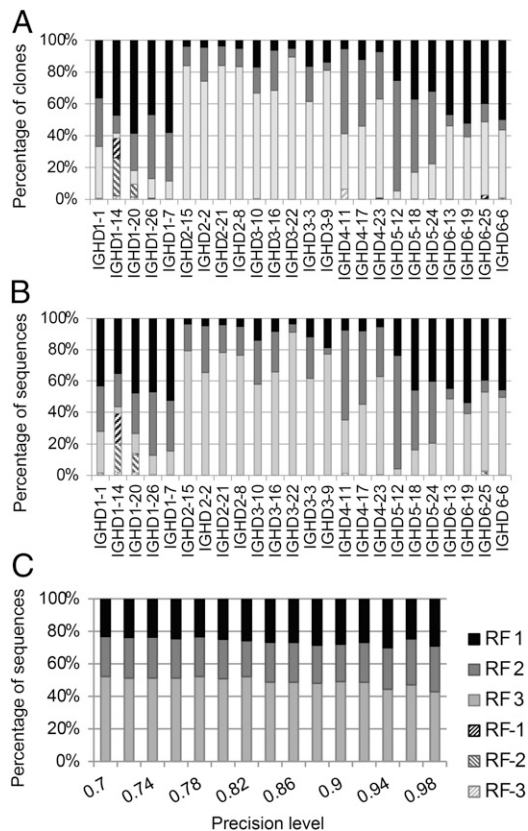 A
Percentage of clones
100%
80%
60%
40%
20%
0%
IGHD1-1
IGHD1-14
IGHD1-20
IGHD1-26
IGHD1-7
IGHD2-15
IGHD2-2
IGHD2-21
IGHD2-8
IGHD3-10
IGHD3-16
IGHD3-22
IGHD3-3
IGHD3-9
IGHD4-11
IGHD4-17
IGHD4-23
IGHD5-12
IGHD5-18
IGHD5-24
IGHD6-13
IGHD6-19
IGHD6-25
IGHD6-6
B
Percentage of sequences
100%
80%
60%
40%
20%
0%
IGHD1-1
IGHD1-14
IGHD1-20
IGHD1-26
IGHD1-7
IGHD2-15
IGHD2-2
IGHD2-21
IGHD2-8
IGHD3-10
IGHD3-16
IGHD3-22
IGHD3-3
IGHD3-9
IGHD4-11
IGHD4-17
IGHD4-23
IGHD5-12
IGHD5-18
IGHD5-24
IGHD6-13
IGHD6-19
IGHD6-25
IGHD6-6
C
Percentage of sequences
100%
80%
60%
40%
20%
0%
0.7
0.74
0.78
0.82
0.86
0.9
0.94
0.98
Precision level
RF 1
RF 2
RF 3
RF-1
RF-2
RF-3